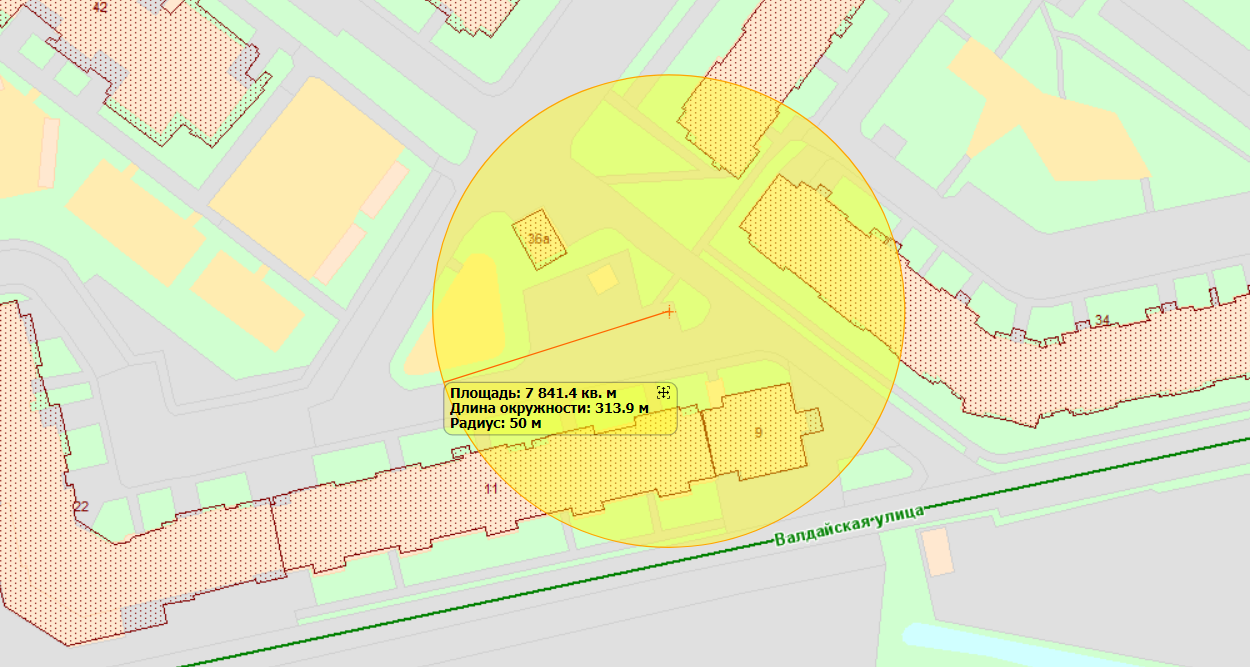 42
36а
34
Площадь: 7 841.4 кв. м
Длина окружности: 313.9 м
Радиус: 50 м
9
11
22
Валдайская улица